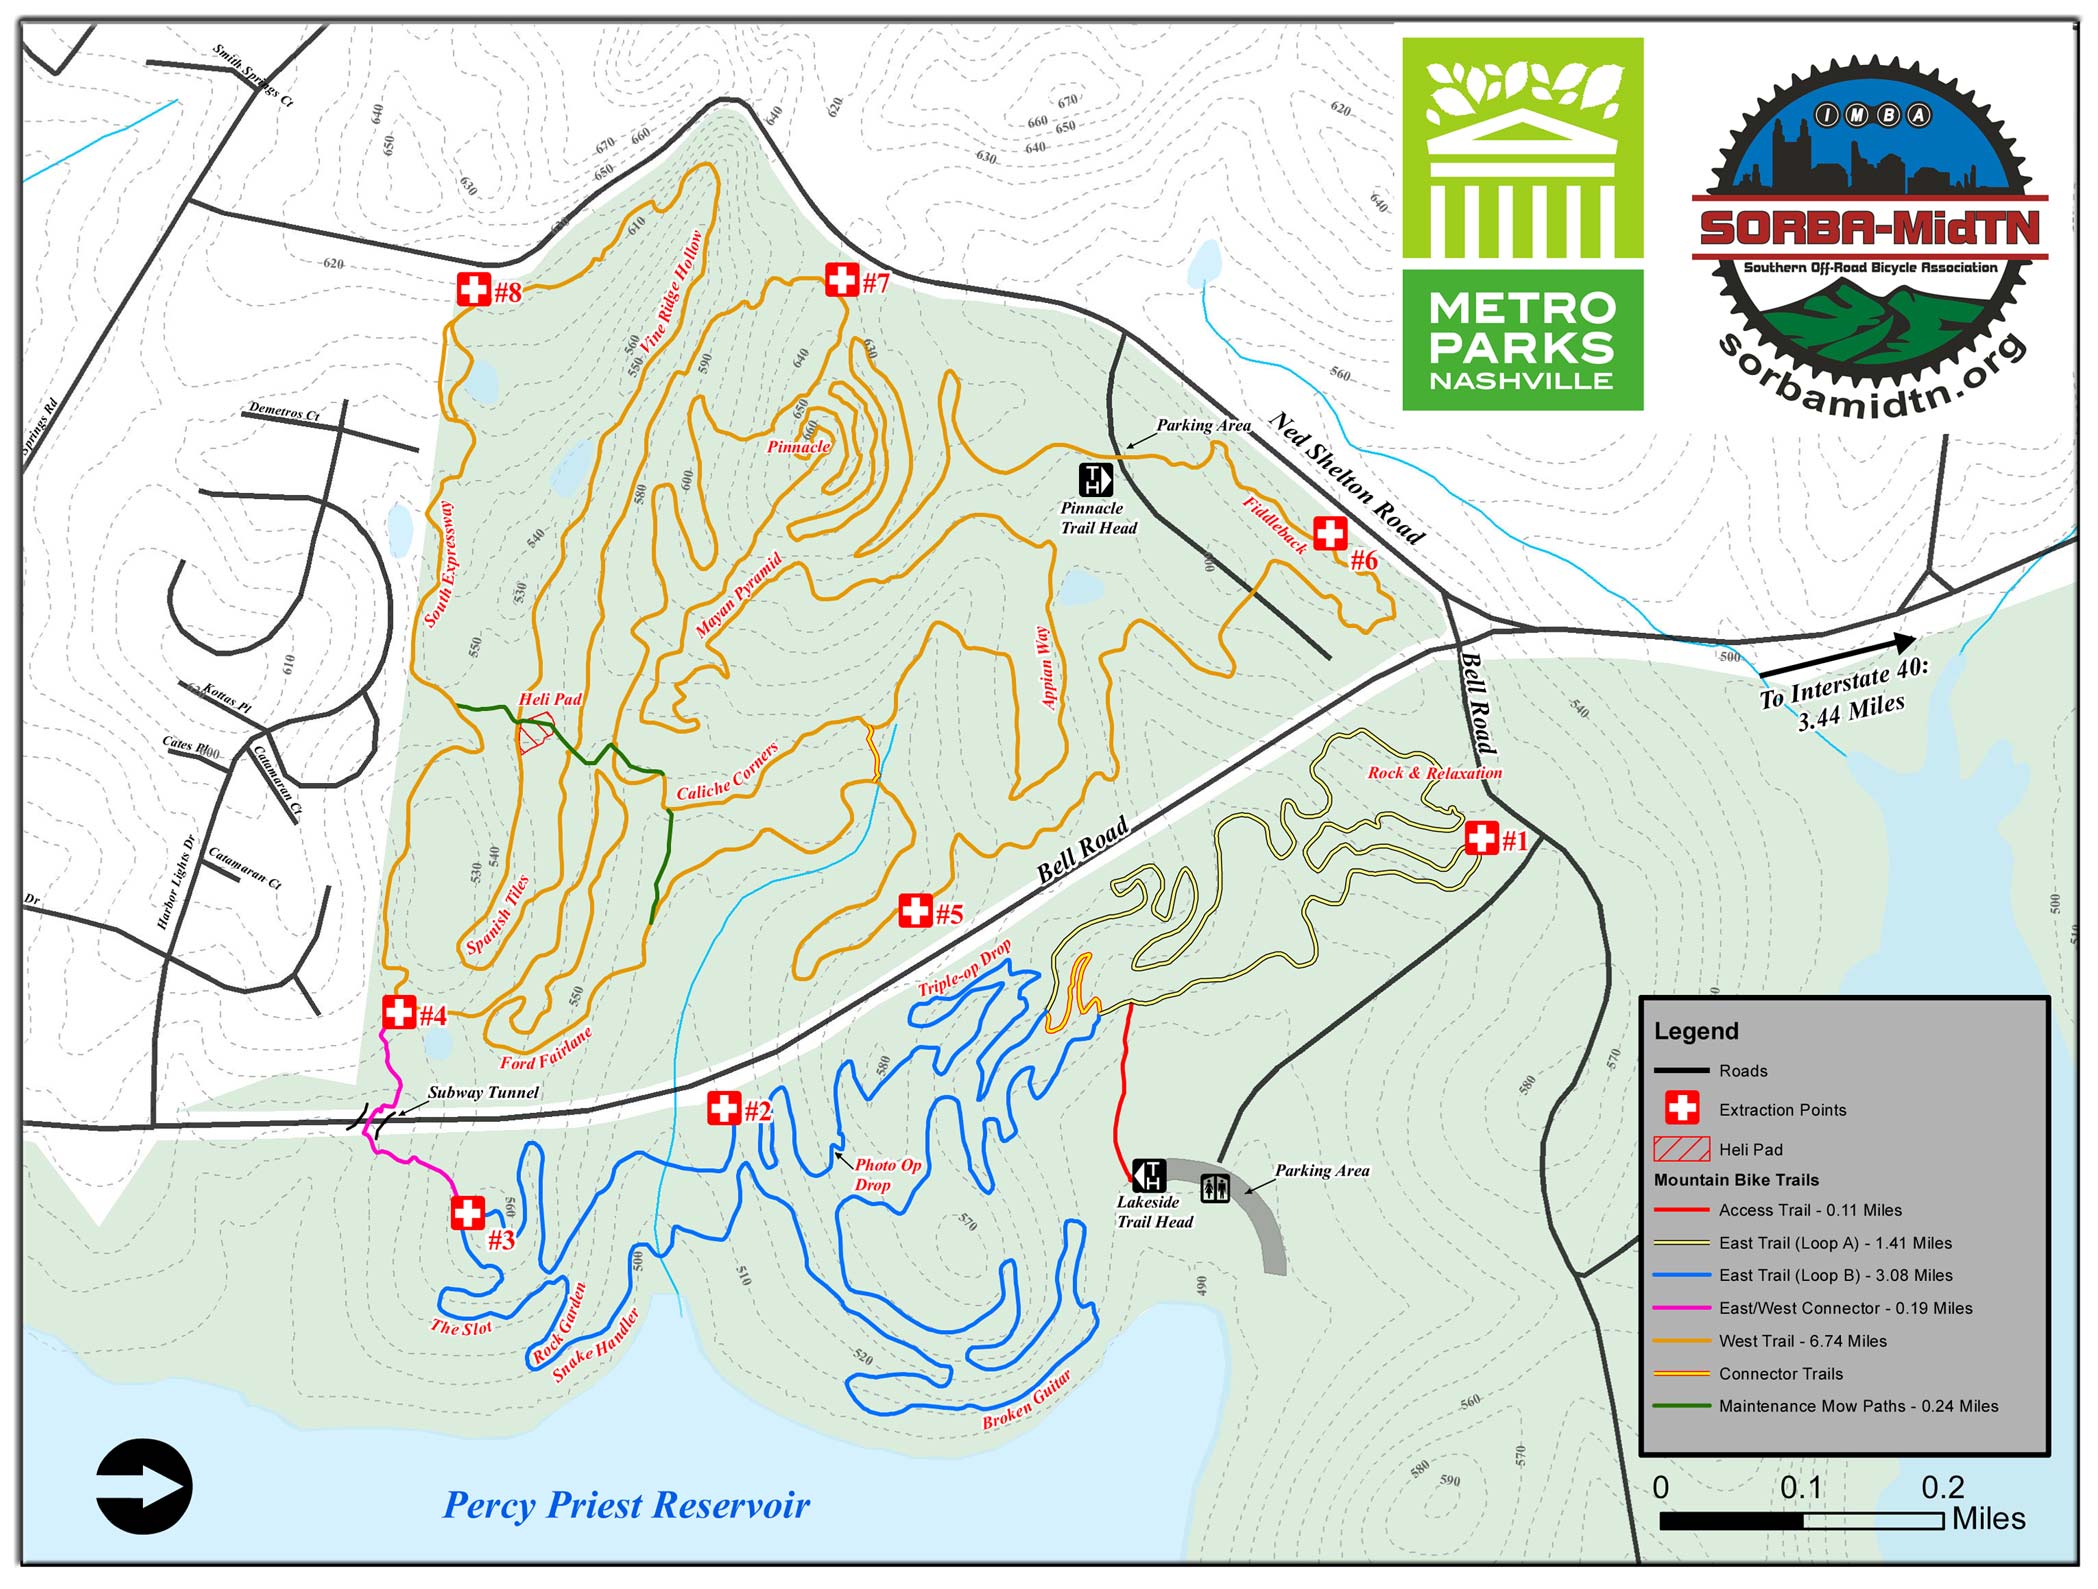 Smith Springs Ct
640
650
630
670
660
650
640
620
670
660
650
640
630
620
640
I M B A
SORBA-MidTN
Southern Off-Road Bicycle Association
sorbamidtn.org
METRO
PARKS
NASHVILLE
610
620
#8
#7
Vine Ridge Hollow
560
550
590
640
630
650
660
Pinnacle
560
Springs Rd
Demetros Ct
Parking Area
Ned Shelton Road
Pinnacle
Trail Head
Fiddleback
#6
600
580
540
530
South Expressway
550
610
Mayan Pyramid
Appian Way
Bell Road
500
To Interstate 40:
3.44 Miles
540
Kottas Pl
Cates Pl
Catamaran Ct
Heli Pad
Caliche Corners
Rock & Relaxation
#1
Harbor Lights Dr
Catamaran Ct
Dr
530
540
Spanish Tiles
Bell Road
#5
500
510
Triple-op Drop
550
#4
Ford Fairlane
Subway Tunnel
#2
580
Photo Op
Drop
Parking Area
Lakeside
Trail Head
580
570
#3
560
570
500
510
490
The Slot
Rock Garden
Snake Handler
520
Broken Guitar
560
570
580
590
Percy Priest Reservoir
Legend
Roads
Extraction Points
Heli Pad
Mountain Bike Trails
Access Trail - 0.11 Miles
East Trail (Loop A) - 1.41 Miles
East Trail (Loop B) - 3.08 Miles
East/West Connector - 0.19 Miles
West Trail - 6.74 Miles
Connector Trails
Maintenance Mow Paths - 0.24 Miles
0 0.1 0.2
Miles
TH
TH